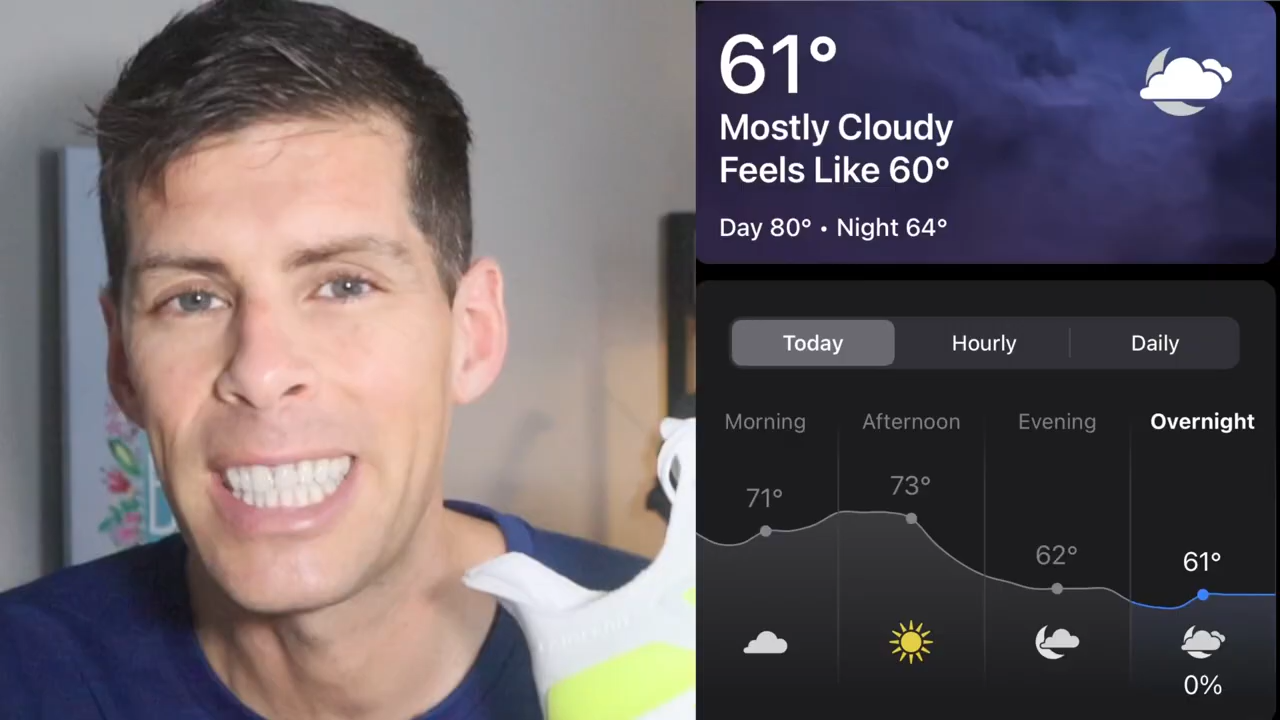 61°
Mostly Cloudy
Feels Like 60°
Day 80° • Night 64°
Today Hourly Daily
Morning Afternoon Evening Overnight
71° 73° 62° 61°
0%